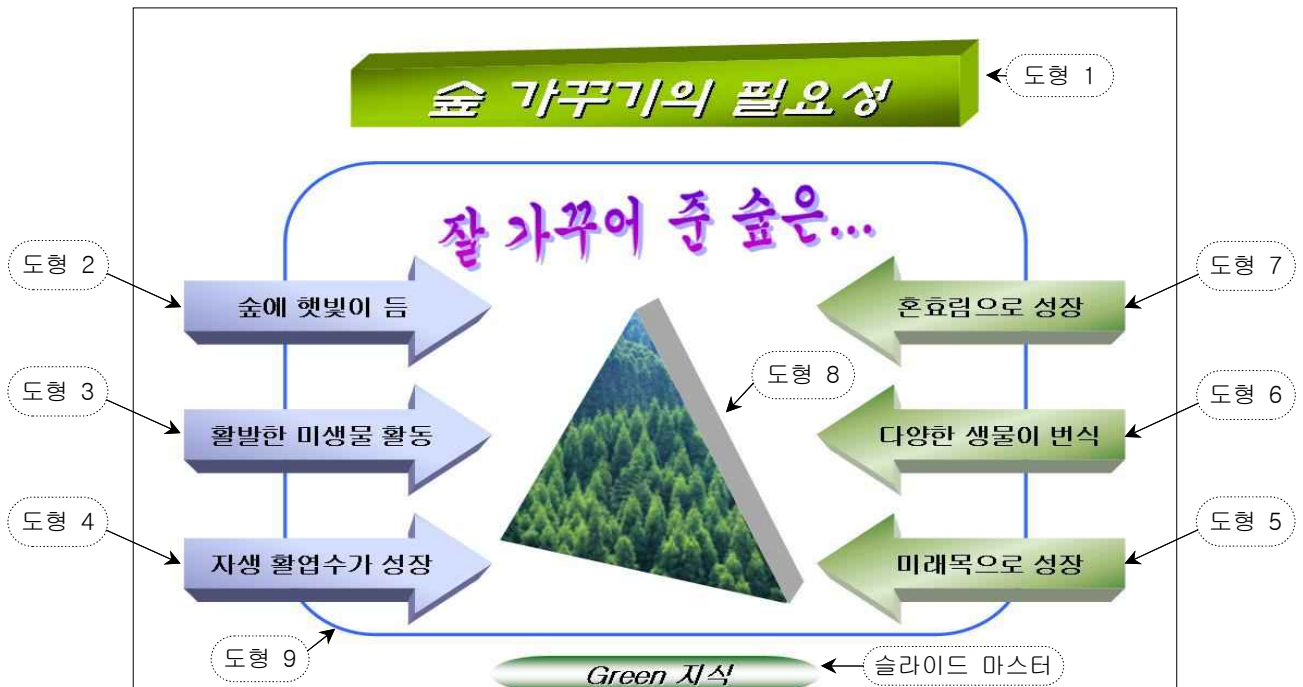 숲 가꾸기의 필요성
도형 1
잘 가꾸어 준 숲은...
도형 2
숲에 햇빛이 듬
혼효림으로 성장
도형 7
도형 8
도형 3
활발한 미생물 활동
다양한 생물이 번식
도형 6
도형 4
자생 활엽수가 성장
미래목으로 성장
도형 5
도형 9
Green 지식
슬라이드 마스터